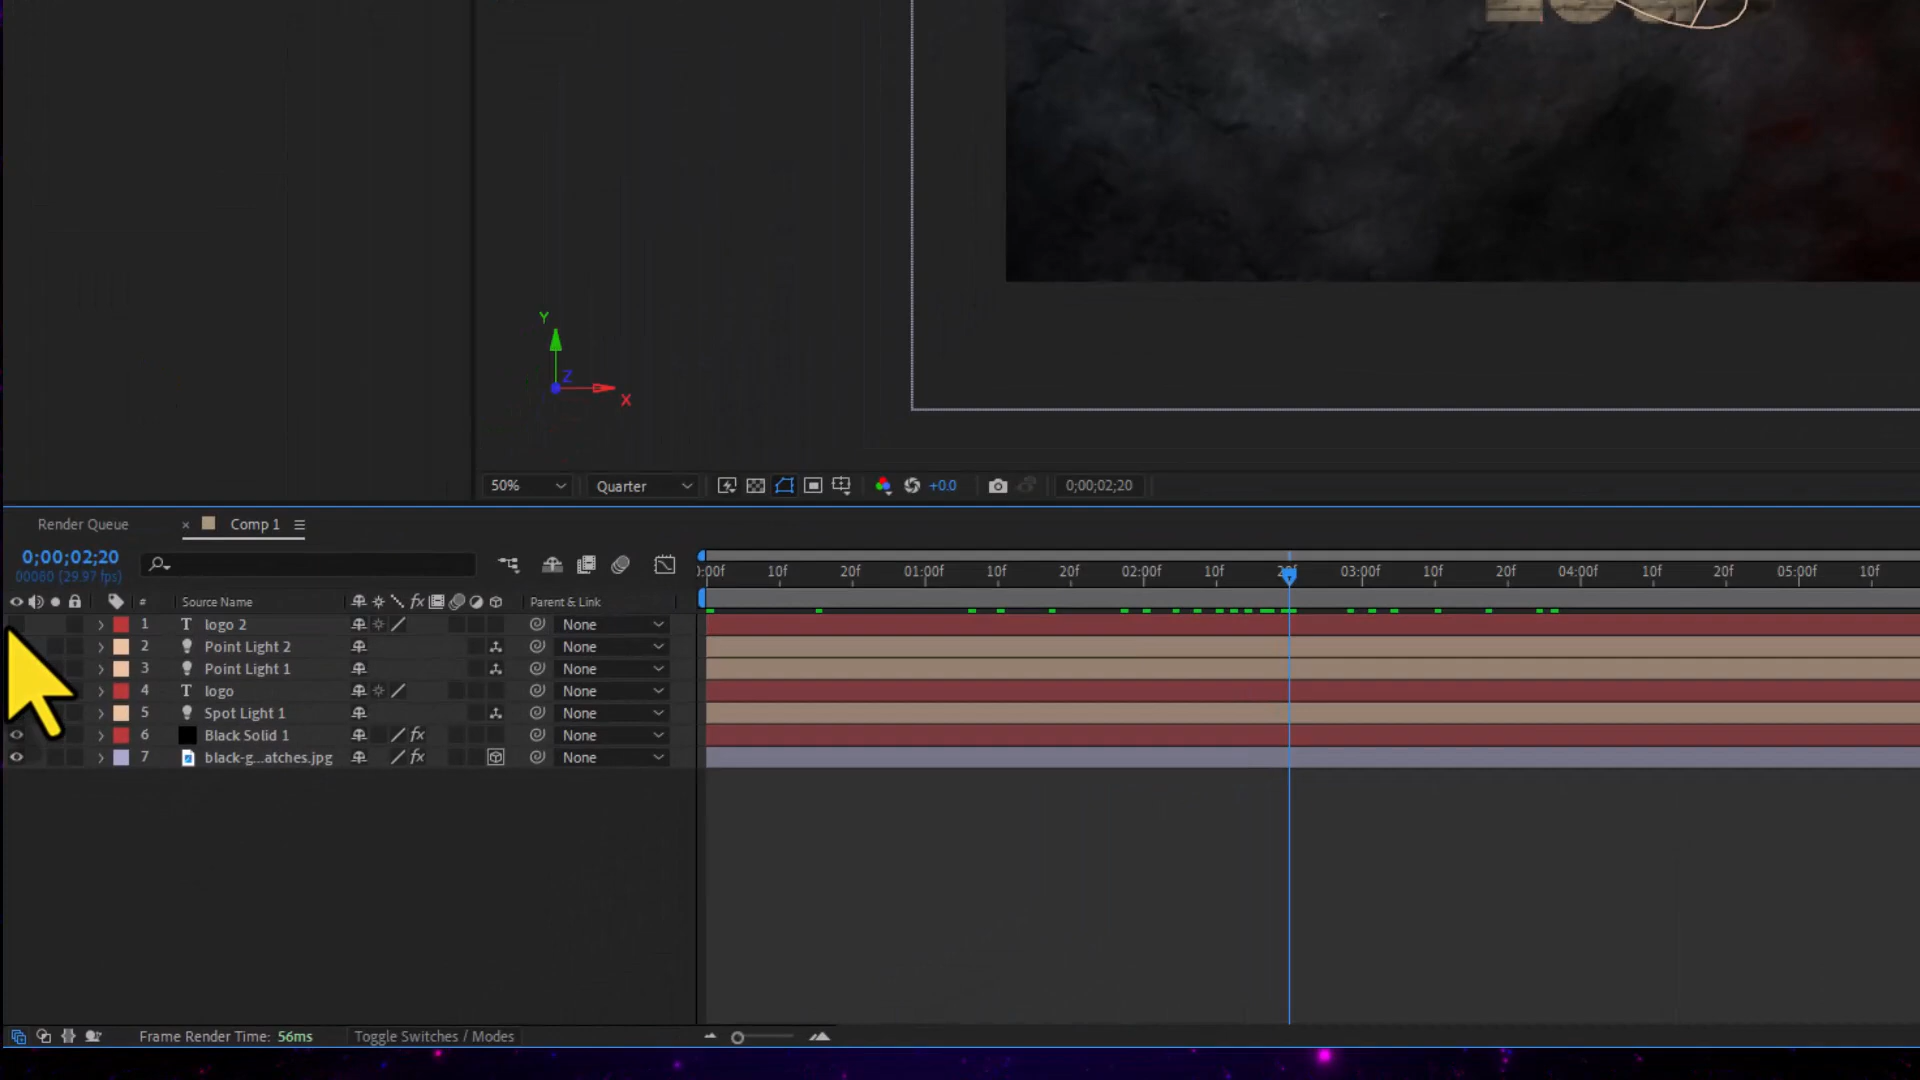 Y
Z
X
50% Quarter +0.0 0;00;02;20
Render Queue × Comp 1
0;00;02;20
00080 (29.97 fps)
:00f 10f 20f 01:00f 10f 20f 02:00f 10f 03:00f 10f 20f 04:00f 10f 20f 05:00f 10f
# Source Name fx Parent & Link
1 T logo 2 None
2 Point Light 2 None
3 Point Light 1 None
4 T logo None
5 Spot Light 1 None
6 Black Solid 1 fx None
7 black-g...atches.jpg fx None
Frame Render Time: 56ms Toggle Switches / Modes